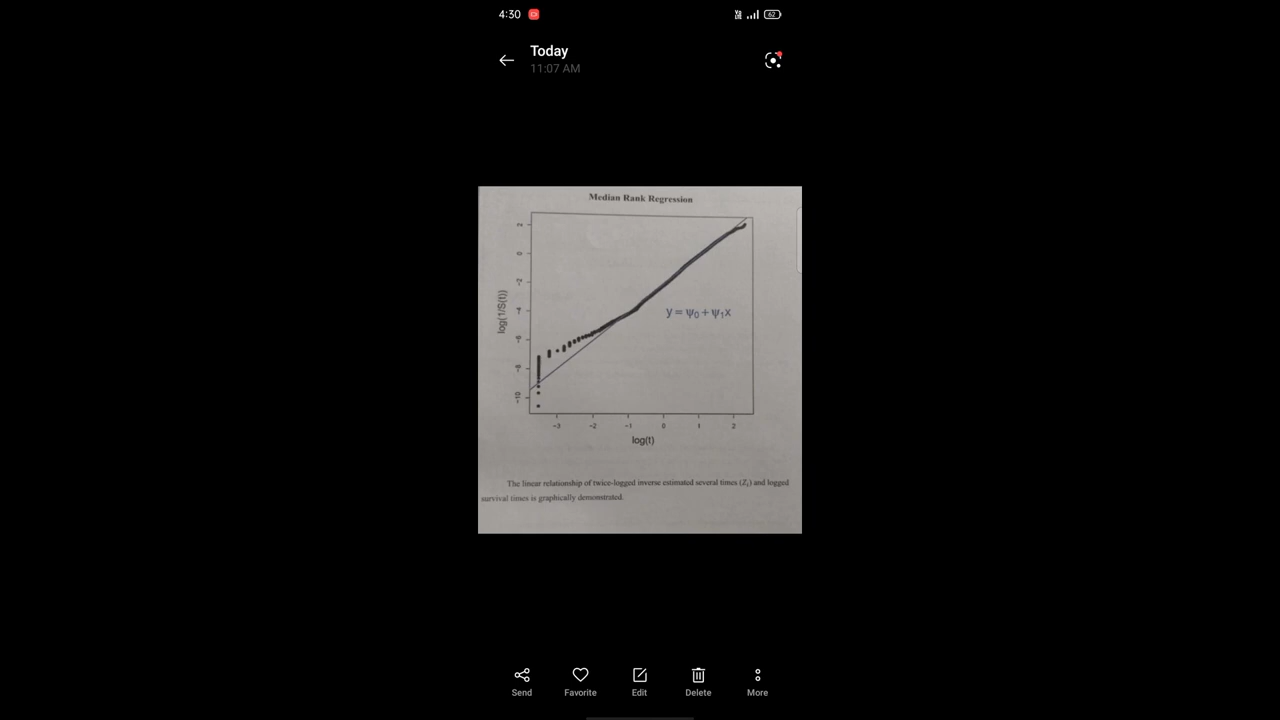 4:30
62
Today
11:07 AM
Median Rank Regression
2
0
-2
-4
-6
-8
-10
log(1/S(t))
y = ψ₀ + ψ₁x
-3 -2 -1 0 1 2
log(t)
The linear relationship of twice-logged inverse estimated several times (Zᵢ) and logged
survival times is graphically demonstrated.
Send Favorite Edit Delete More